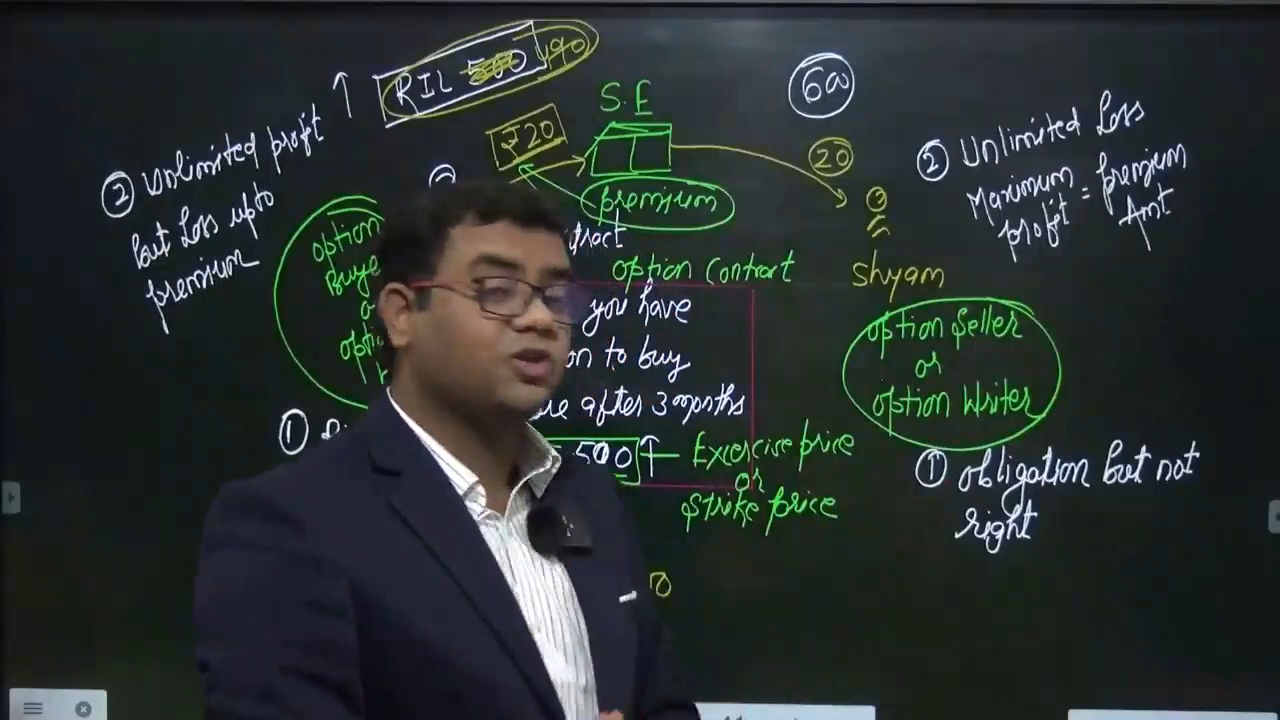 RIL 500 490
S.E
600
₹20
20
② Unlimited profit ↑
but Loss upto
premium
premium
② Unlimited Loss
Maximum profit = premium Amt
option
Shyam
option contract
you have
to buy
after 3 months
500 ↑ ← Exercise price
or
Strike price
option Seller
or
option Writer
①
① obligation but not
right